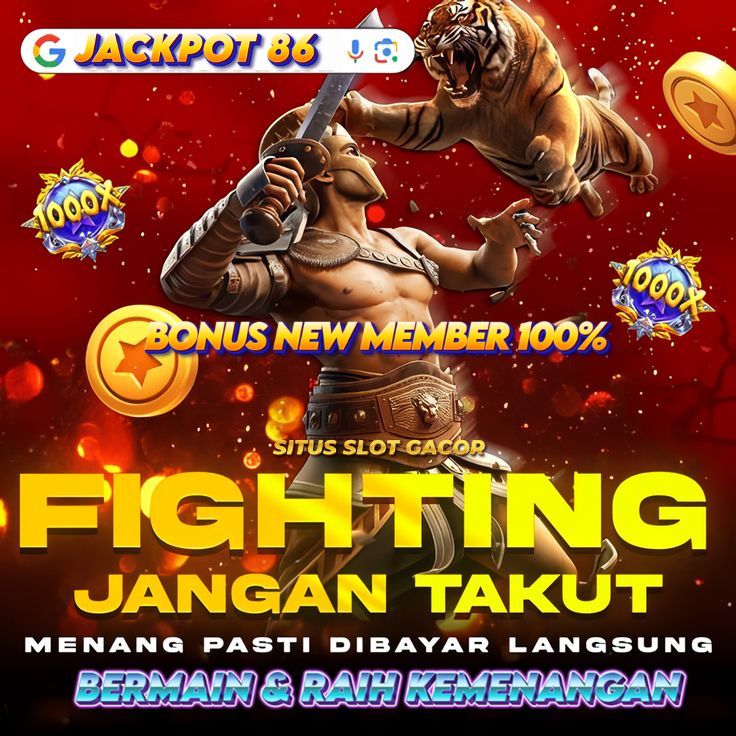 G JACKPOT 86
1000X
1000X
BONUS NEW MEMBER 100%
SITUS SLOT GACOR
FIGHTING
JANGAN TAKUT
MENANG PASTI DIBAYAR LANGSUNG
BERMAIN & RAIH KEMENANGAN